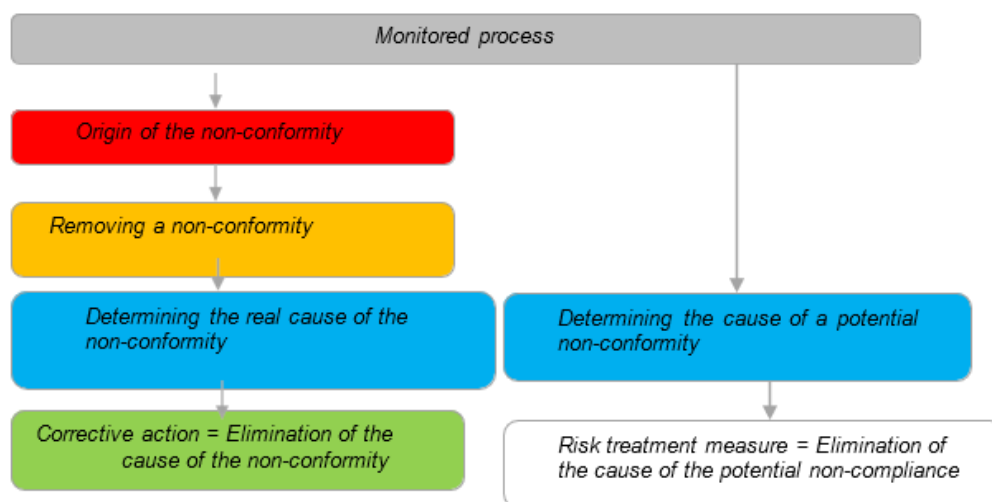 Monitored process
Origin of the non-conformity
Removing a non-conformity
Determining the real cause of the
non-conformity
Determining the cause of a potential
non-conformity
Corrective action = Elimination of the
cause of the non-conformity
Risk treatment measure = Elimination of
the cause of the potential non-compliance